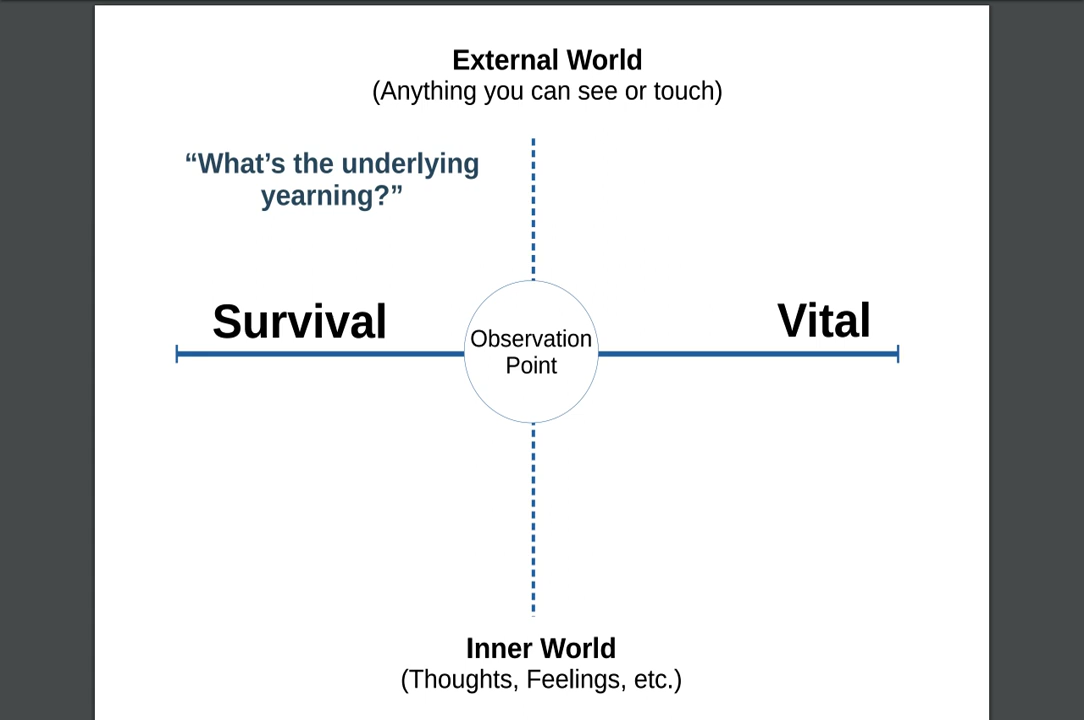 External World
(Anything you can see or touch)
“What’s the underlying
yearning?”
Survival
Vital
Observation
Point
Inner World
(Thoughts, Feelings, etc.)